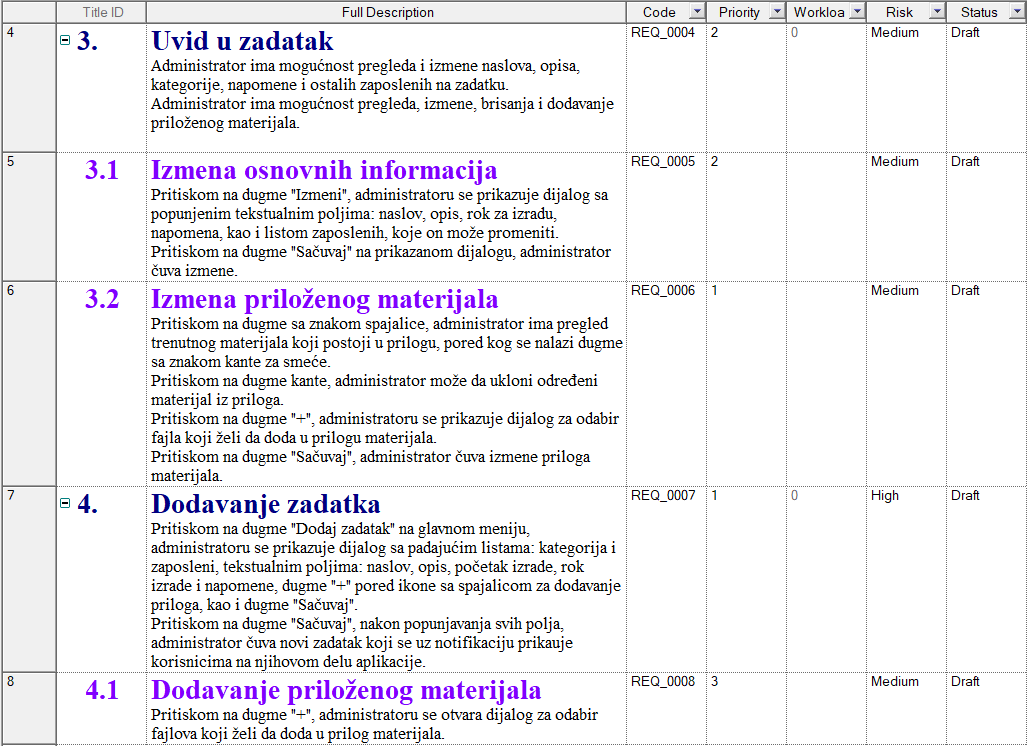 Title ID Full Description Code Priority Workloa Risk Status
4 3. Uvid u zadatak REQ_0004 2 0 Medium Draft
Administrator ima mogućnost pregleda i izmene naslova, opisa,
kategorije, napomene i ostalih zaposlenih na zadatku.
Administrator ima mogućnost pregleda, izmene, brisanja i dodavanje
priloženog materijala.
5 3.1 Izmena osnovnih informacija REQ_0005 2 Medium Draft
Pritiskom na dugme "Izmeni", administratoru se prikazuje dijalog sa
popunjenim tekstualnim poljima: naslov, opis, rok za izradu,
napomena, kao i listom zaposlenih, koje on može promeniti.
Pritiskom na dugme "Sačuvaj" na prikazanom dijalogu, administrator
čuva izmene.
6 3.2 Izmena priloženog materijala REQ_0006 1 Medium Draft
Pritiskom na dugme sa znakom spajalice, administrator ima pregled
trenutnog materijala koji postoji u prilogu, pored kog se nalazi dugme
sa znakom kante za smeće.
Pritiskom na dugme kante, administrator može da ukloni određeni
materijal iz priloga.
Pritiskom na dugme "+", administratoru se prikazuje dijalog za odabir
fajla koji želi da doda u prilogu materijala.
Pritiskom na dugme "Sačuvaj", administrator čuva izmene priloga
materijala.
7 4. Dodavanje zadatka REQ_0007 1 0 High Draft
Pritiskom na dugme "Dodaj zadatak" na glavnom meniju,
administratoru se prikazuje dijalog sa padajućim listama: kategorija i
zaposleni, tekstualnim poljima: naslov, opis, početak izrade, rok
izrade i napomene, dugme "+" pored ikone sa spajalicom za dodavanje
priloga, kao i dugme "Sačuvaj".
Pritiskom na dugme "Sačuvaj", nakon popunjavanja svih polja,
administrator čuva novi zadatak koji se uz notifikaciju prikauje
korisnicima na njihovom delu aplikacije.
8 4.1 Dodavanje priloženog materijala REQ_0008 3 Medium Draft
Pritiskom na dugme "+", administratoru se otvara dijalog za odabir
fajlova koji želi da doda u prilog materijala.